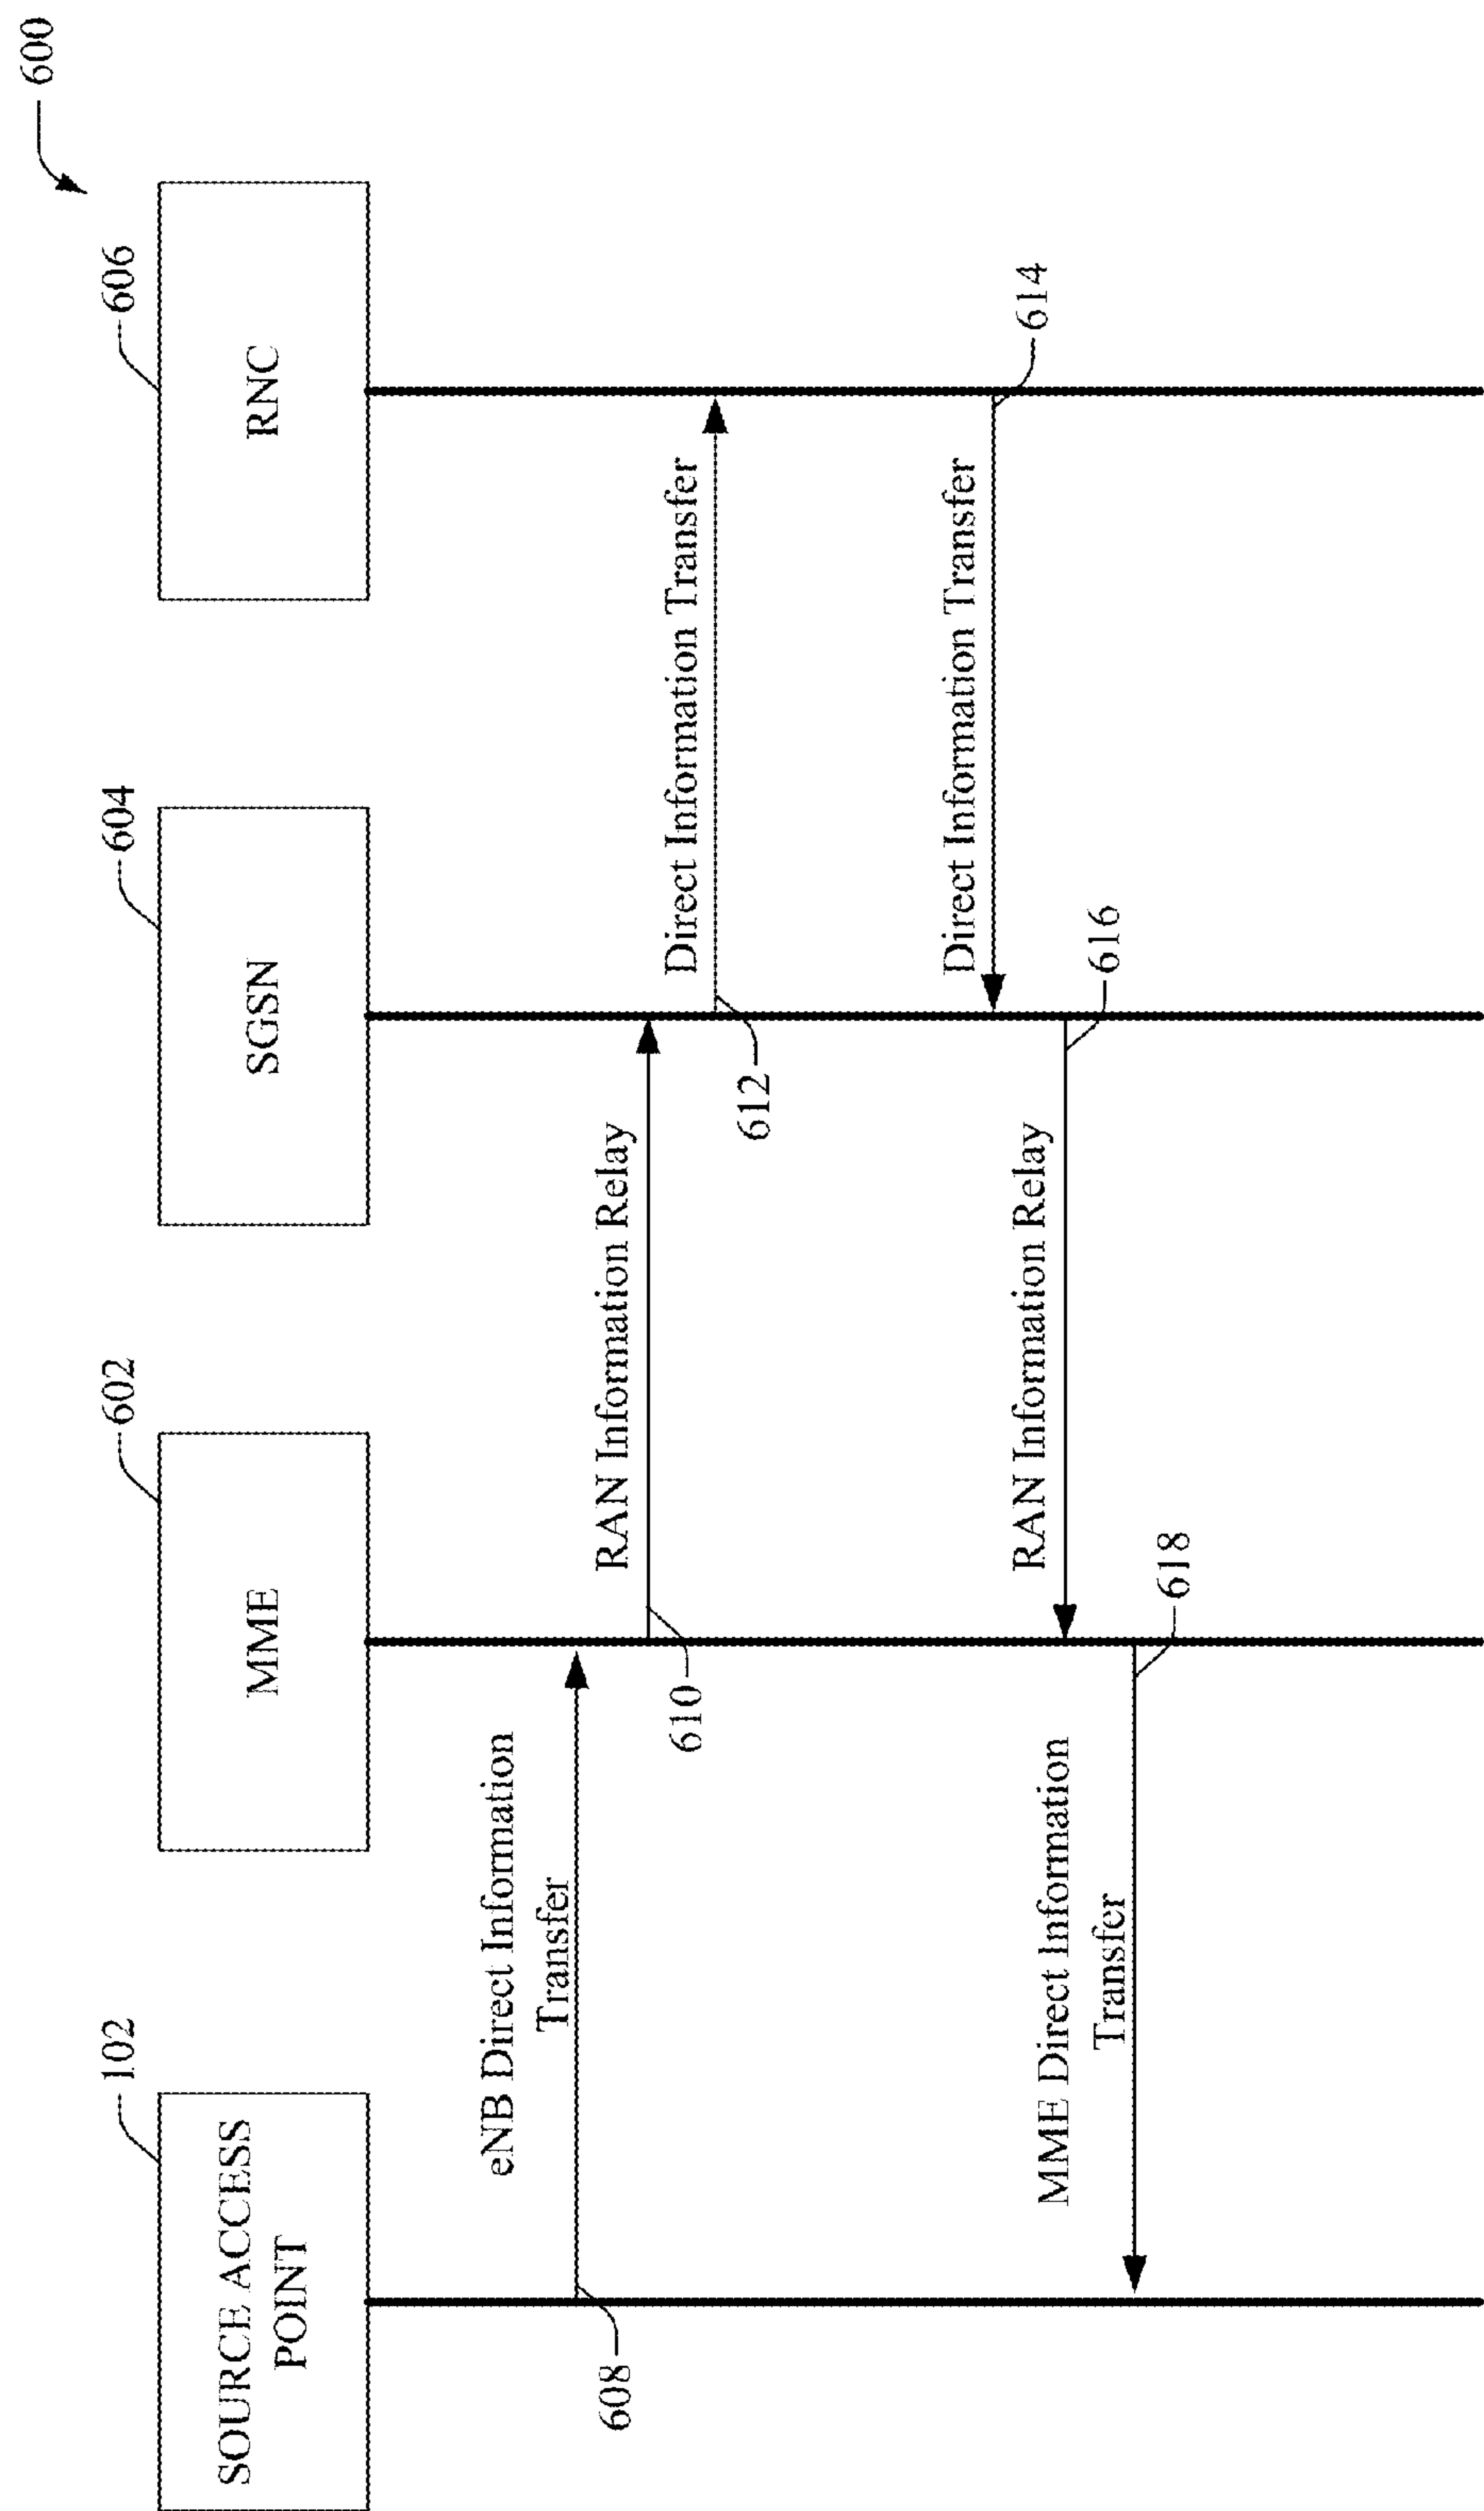 600
102
602
604
606
SOURCE ACCESS
POINT
MME
SGSN
RNC
eNB Direct Information
Transfer
608
RAN Information Relay
610
Direct Information Transfer
612
Direct Information Transfer
614
RAN Information Relay
616
MME Direct Information
Transfer
618